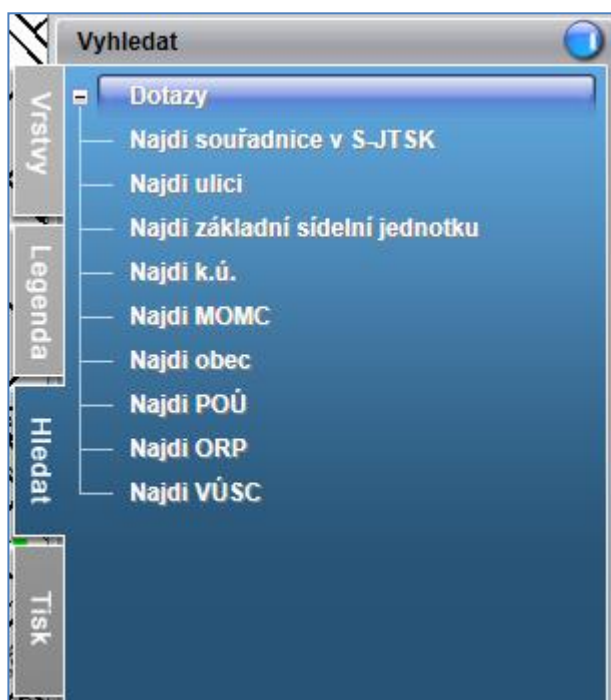 Vyhledat
Vrstvy
Legenda
Hledat
Tisk
Dotazy
Najdi souřadnice v S-JTSK
Najdi ulici
Najdi základní sídelní jednotku
Najdi k.ú.
Najdi MOMC
Najdi obec
Najdi POÚ
Najdi ORP
Najdi VÚSC